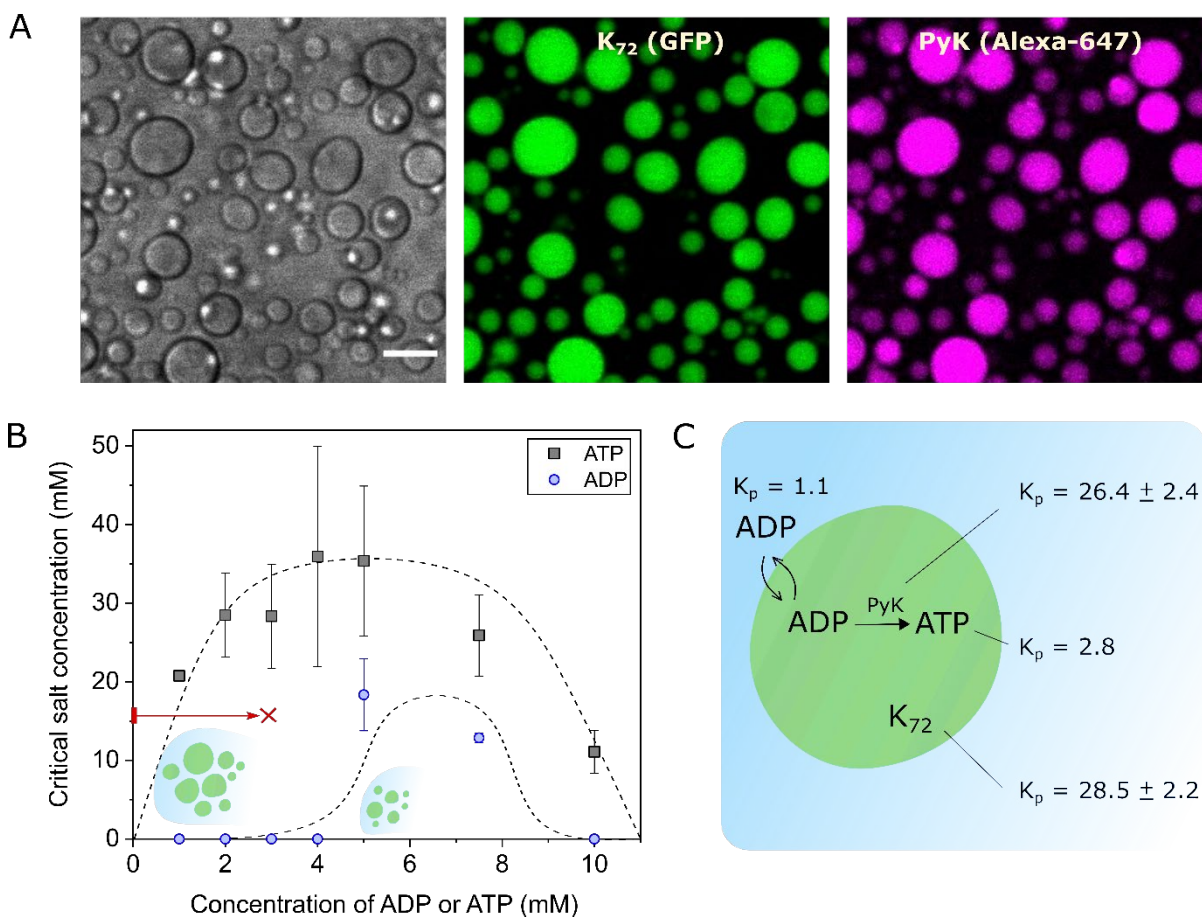 A
K₇₂ (GFP)
PyK (Alexa-647)
B
Critical salt concentration (mM)
50
40
30
20
10
0
ATP
ADP
0 2 4 6 8 10
Concentration of ADP or ATP (mM)
C
Kₚ = 1.1
ADP
Kₚ = 26.4 ± 2.4
PyK
ADP ATP
Kₚ = 2.8
K₇₂
Kₚ = 28.5 ± 2.2